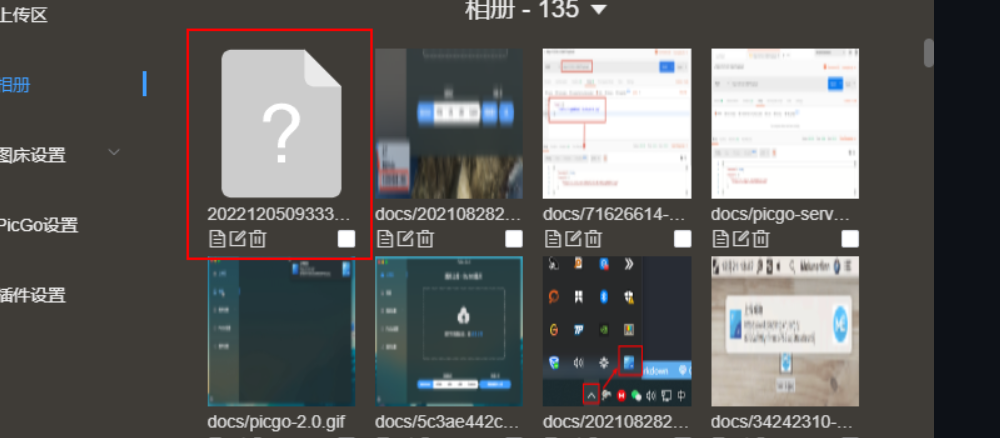 上传区
相册 - 135
相册
图床设置
PicGo设置
插件设置
2022120509333...
docs/202108282...
docs/71626614-...
docs/picgo-serv...
docs/picgo-2.0.gif
docs/5c3ae442c...
docs/202108282...
docs/34242310-...